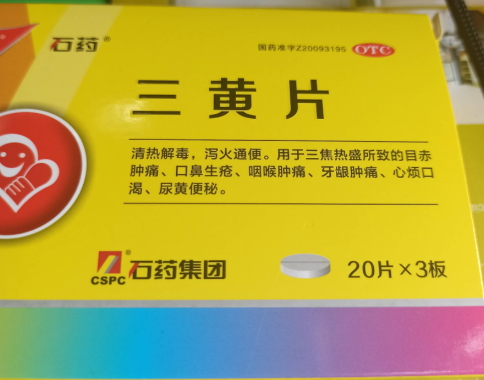 石药®
国药准字Z20093195 OTC
三黄片
清热解毒，泻火通便。用于三焦热盛所致的目赤
肿痛、口鼻生疮、咽喉肿痛、牙龈肿痛、心烦口
渴、尿黄便秘。
CSPC® 石药集团
20片×3板